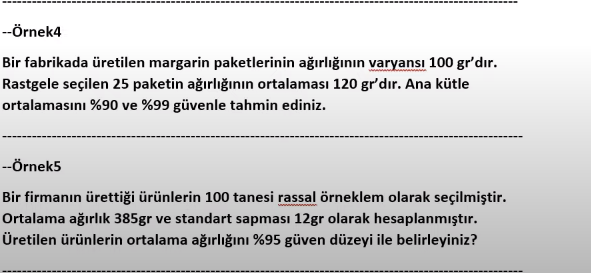 --Örnek4
Bir fabrikada üretilen margarin paketlerinin ağırlığının varyansı 100 gr’dır.
Rastgele seçilen 25 paketin ağırlığının ortalaması 120 gr’dır. Ana kütle
ortalamasını %90 ve %99 güvenle tahmin ediniz.
--Örnek5
Bir firmanın ürettiği ürünlerin 100 tanesi rassal örneklem olarak seçilmiştir.
Ortalama ağırlık 385gr ve standart sapması 12gr olarak hesaplanmıştır.
Üretilen ürünlerin ortalama ağırlığını %95 güven düzeyi ile belirleyiniz?